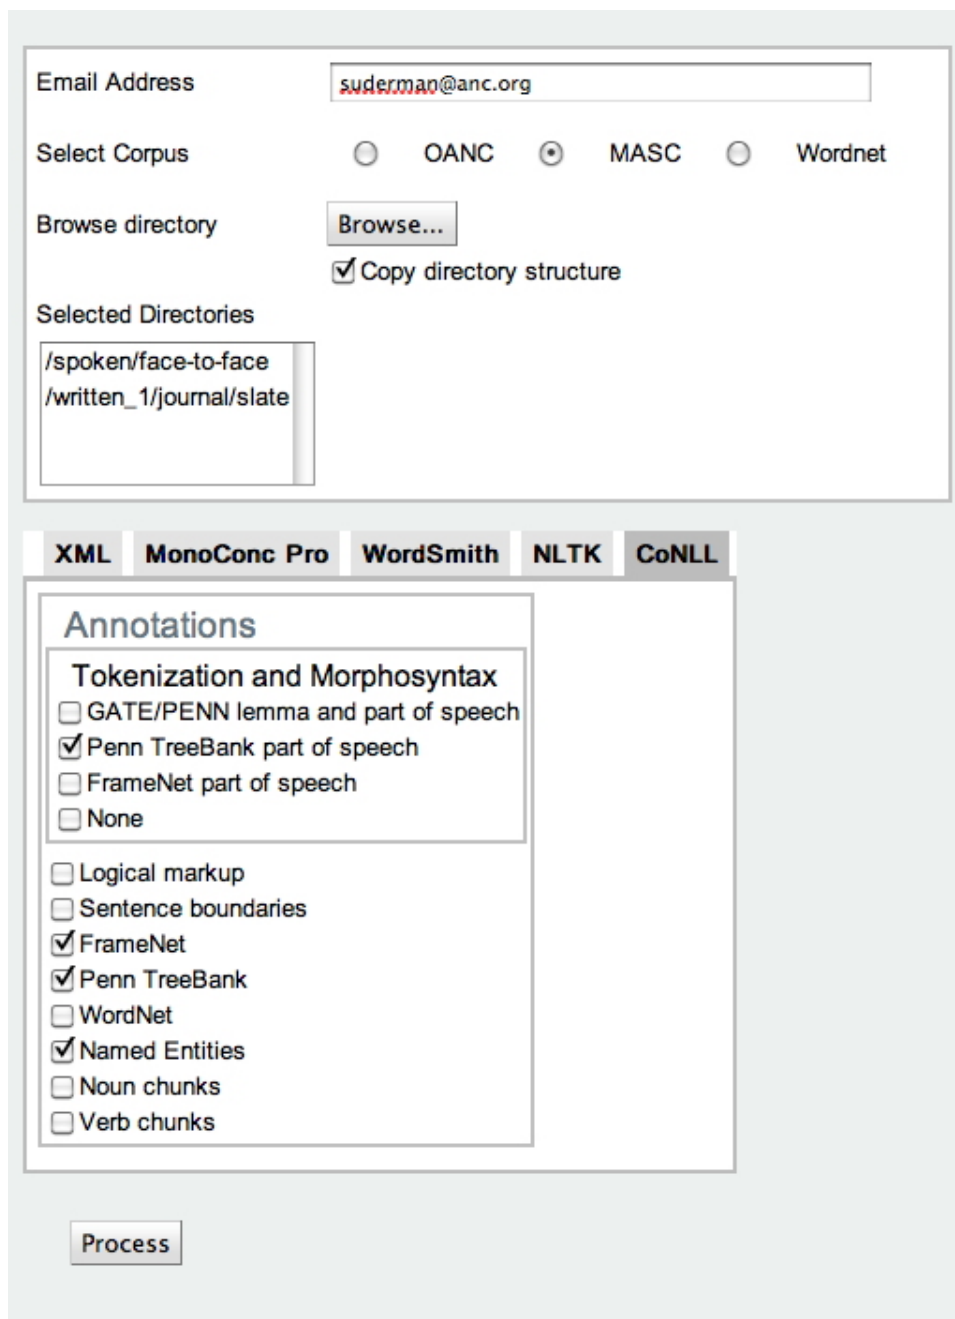 Email Address suderman@anc.org
Select Corpus OANC MASC Wordnet
Browse directory Browse...
Copy directory structure
Selected Directories
/spoken/face-to-face
/written_1/journal/slate
XML MonoConc Pro WordSmith NLTK CoNLL
Annotations
Tokenization and Morphosyntax
GATE/PENN lemma and part of speech
Penn TreeBank part of speech
FrameNet part of speech
None
Logical markup
Sentence boundaries
FrameNet
Penn TreeBank
WordNet
Named Entities
Noun chunks
Verb chunks
Process